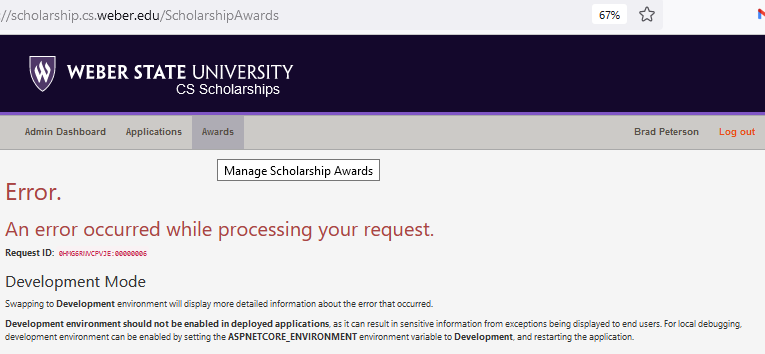 //scholarship.cs.weber.edu/ScholarshipAwards
67%
WEBER STATE UNIVERSITY
CS Scholarships
Admin Dashboard Applications Awards Brad Peterson Log out
Manage Scholarship Awards
Error.
An error occurred while processing your request.
Request ID: 0HMG6RNVCPVJE:00000006
Development Mode
Swapping to Development environment will display more detailed information about the error that occurred.
Development environment should not be enabled in deployed applications, as it can result in sensitive information from exceptions being displayed to end users. For local debugging,
development environment can be enabled by setting the ASPNETCORE_ENVIRONMENT environment variable to Development, and restarting the application.